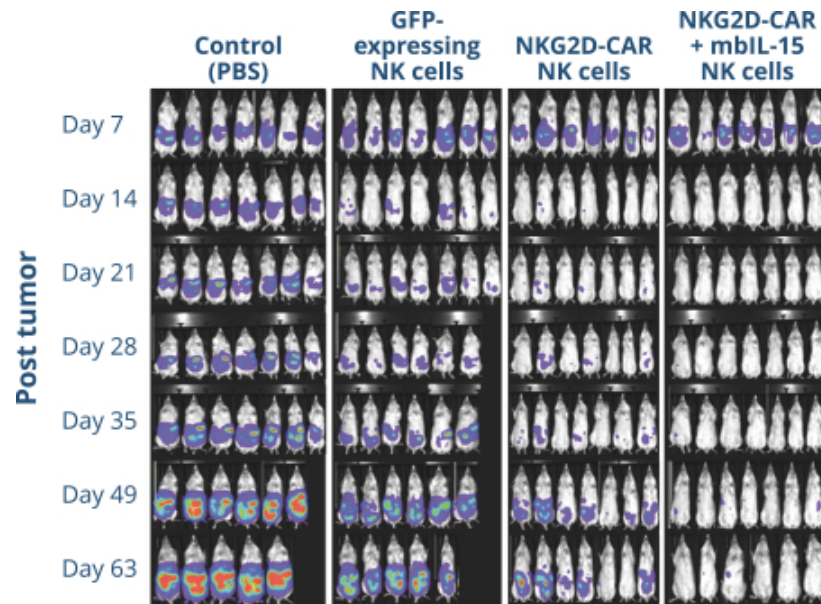 Control
(PBS)
GFP-
expressing
NK cells
NKG2D-CAR
NK cells
NKG2D-CAR
+ mbIL-15
NK cells
Post tumor
Day 7
Day 14
Day 21
Day 28
Day 35
Day 49
Day 63